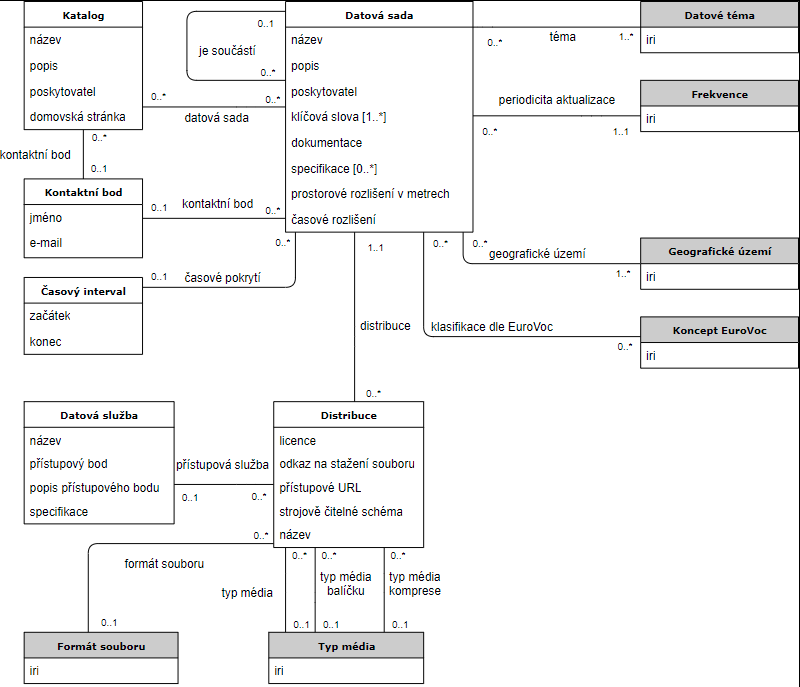 Katalog
název
popis
poskytovatel
domovská stránka
0..1
je součástí
0..*
0..*
0..*
datová sada
Datová sada
název
popis
poskytovatel
klíčová slova [1..*]
dokumentace
specifikace [0..*]
prostorové rozlišení v metrech
časové rozlišení
0..*
téma
1..*
Datové téma
iri
periodicita aktualizace
0..*
1..1
Frekvence
iri
0..*
kontaktní bod
0..1
Kontaktní bod
jméno
e-mail
0..1
kontaktní bod
0..*
0..*
0..1
časové pokrytí
Časový interval
začátek
konec
1..1
distribuce
0..*
0..*
0..*
geografické území
1..*
Geografické území
iri
klasifikace dle EuroVoc
0..*
Koncept EuroVoc
iri
Datová služba
název
přístupový bod
popis přístupového bodu
specifikace
přístupová služba
0..1
0..*
Distribuce
licence
odkaz na stažení souboru
přístupové URL
strojově čitelné schéma
název
0..*
formát souboru
0..1
0..*
typ média
0..1
0..*
typ média
balíčku
0..1
0..*
typ média
komprese
0..1
Formát souboru
iri
Typ média
iri